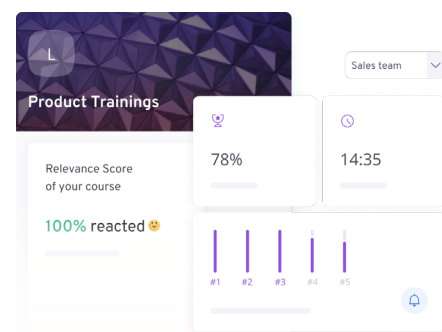 L
Sales team
Product Trainings
78%
14:35
Relevance Score
of your course
100% reacted
#1 #2 #3 #4 #5